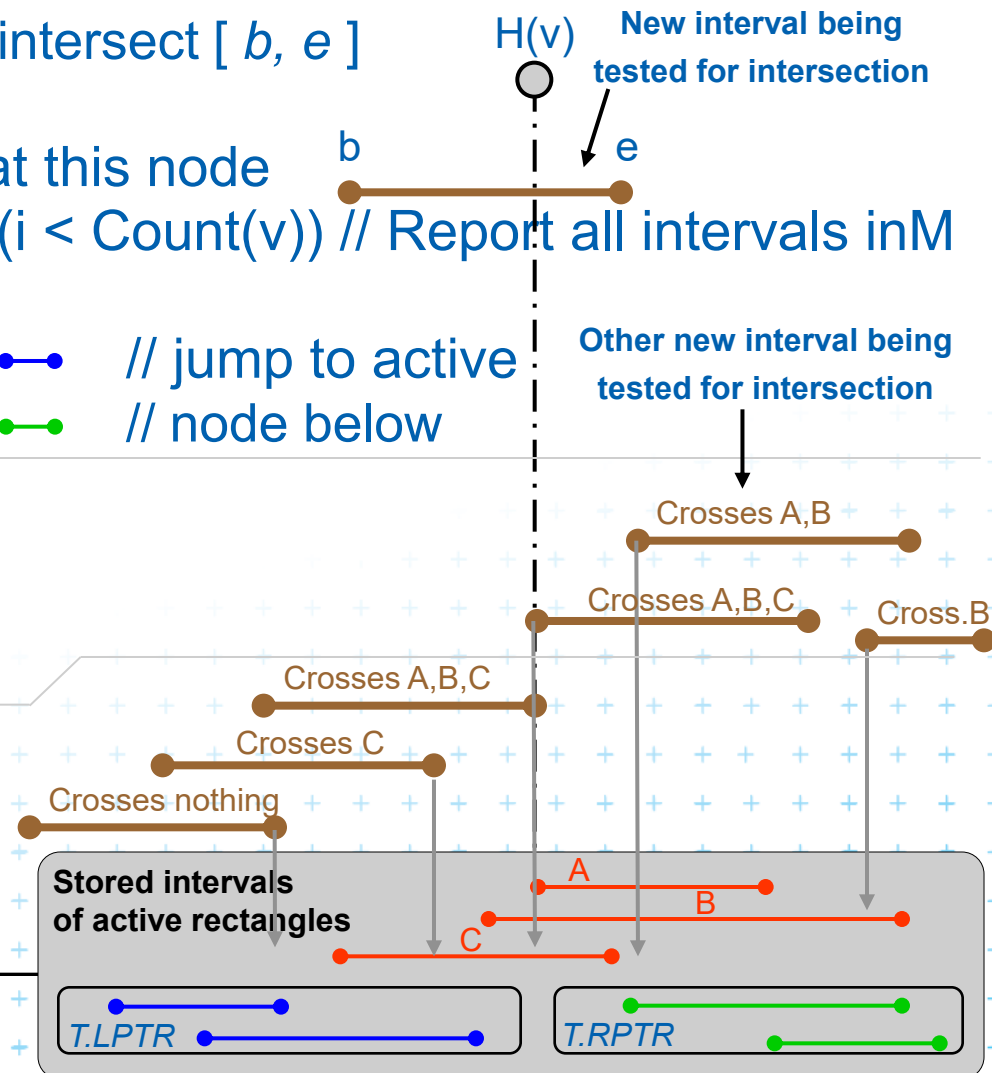 intersect [ b, e ]
H(v)
New interval being
tested for intersection
b
e
at this node
(i < Count(v)) // Report all intervals inM
// jump to active
// node below
Other new interval being
tested for intersection
Crosses A,B
Crosses A,B,C
Cross.B
Crosses A,B,C
Crosses C
Crosses nothing
Stored intervals
of active rectangles
A
B
C
T.LPTR
T.RPTR